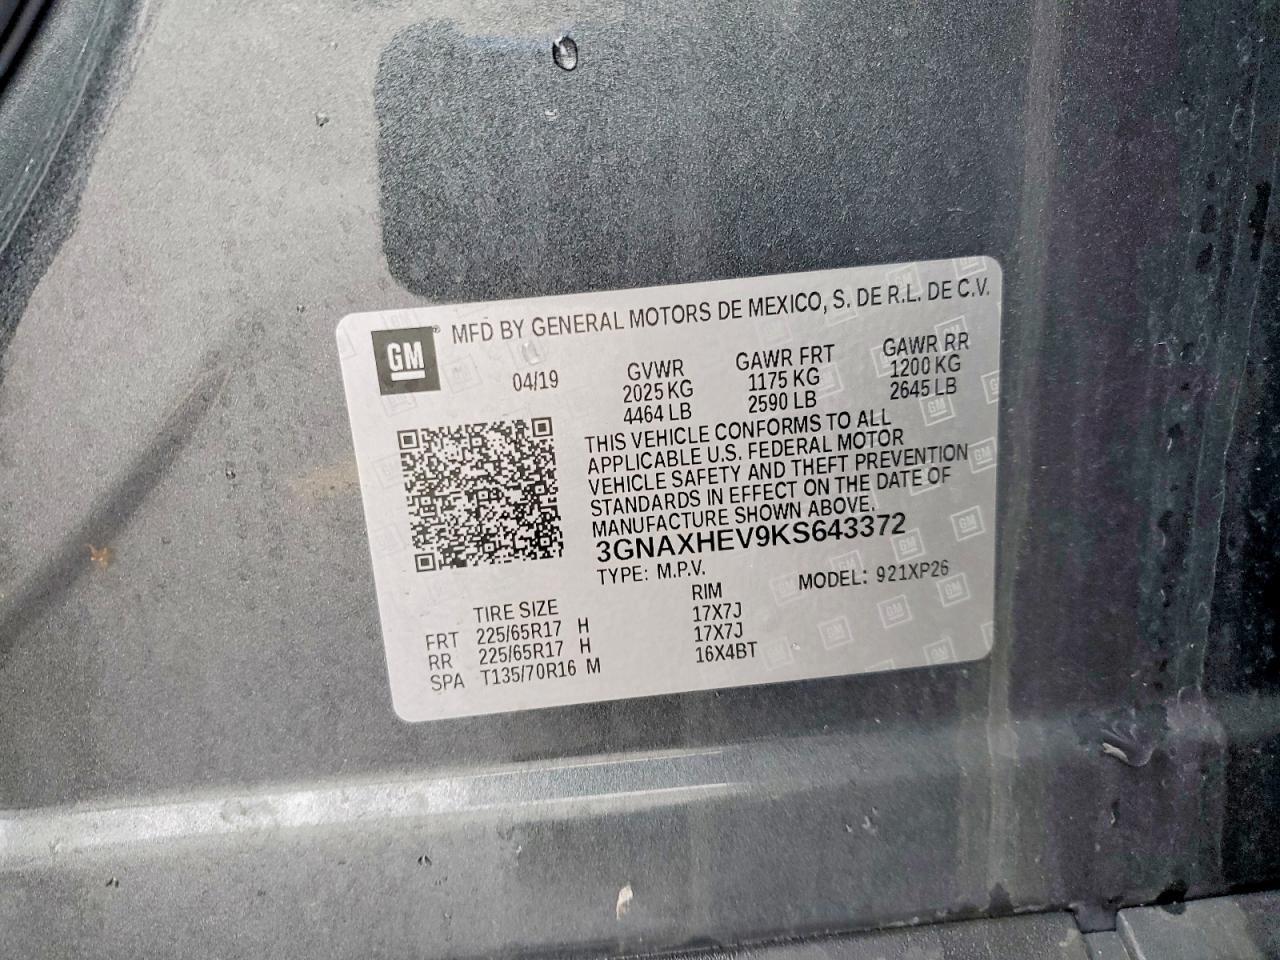 GM® MFD BY GENERAL MOTORS DE MEXICO, S. DE R.L. DE C.V.
04/19 GVWR GAWR FRT GAWR RR
2025 KG 1175 KG 1200 KG
4464 LB 2590 LB 2645 LB
THIS VEHICLE CONFORMS TO ALL
APPLICABLE U.S. FEDERAL MOTOR
VEHICLE SAFETY AND THEFT PREVENTION
STANDARDS IN EFFECT ON THE DATE OF
MANUFACTURE SHOWN ABOVE.
3GNAXHEV9KS643372
TYPE: M.P.V. MODEL: 921XP26
TIRE SIZE RIM
FRT 225/65R17 H 17X7J
RR 225/65R17 H 17X7J
SPA T135/70R16 M 16X4BT